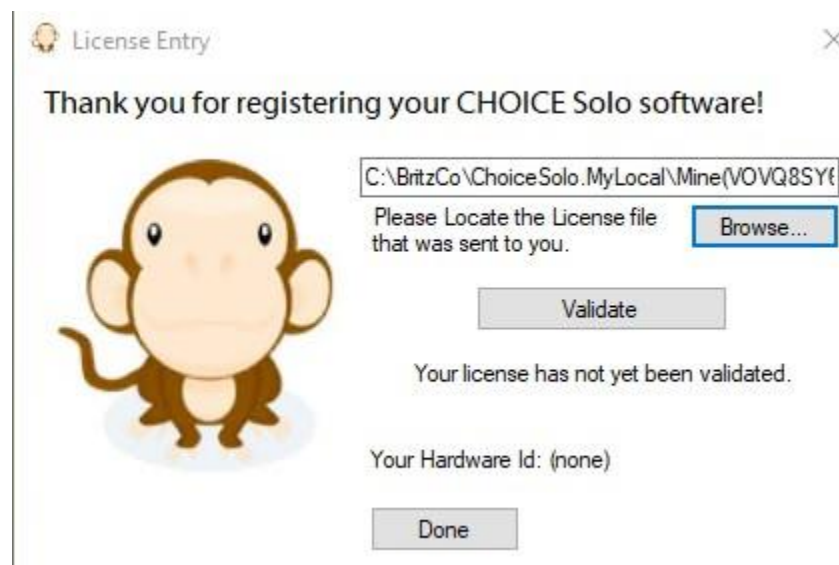 License Entry
Thank you for registering your CHOICE Solo software!
C:\BritzCo\ChoiceSolo.MyLocal\Mine(VOVQ8SY6
Please Locate the License file
that was sent to you.
Browse...
Validate
Your license has not yet been validated.
Your Hardware Id: (none)
Done